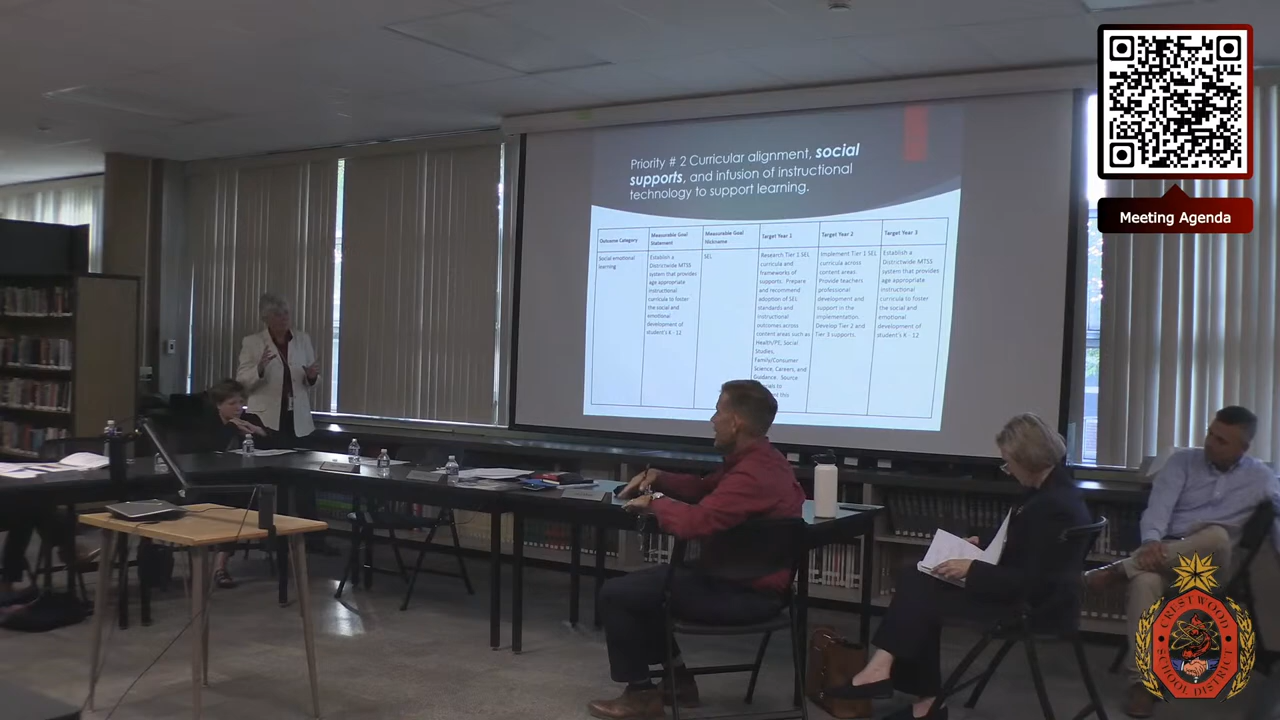 Priority # 2 Curricular alignment, social
supports, and infusion of instructional
technology to support learning.
Outcome Category
Measurable Goal
Statement
Measurable Goal
Nickname
Target Year 1
Target Year 2
Target Year 3
Social emotional
learning
Establish a
Districtwide MTSS
system that provides
age appropriate
instructional
curricula to foster
the social and
emotional
development of
student's K - 12
SEL
Research Tier 1 SEL
curricula and
frameworks of
supports. Prepare
and recommend
adoption of SEL
standards and
instructional
outcomes across
content areas such as
Health/PE, Social
Studies,
Family/Consumer
Science, Careers, and
Guidance. Source
to
this
Implement Tier 1 SEL
curricula across
content areas.
Provide teachers
professional
development and
support in the
implementation.
Develop Tier 2 and
Tier 3 supports.
Establish a
Districtwide MTSS
system that provides
age appropriate
instructional
curricula to foster
the social and
emotional
development of
student's K - 12
Meeting Agenda
CRESTWOOD
SCHOOL DISTRICT